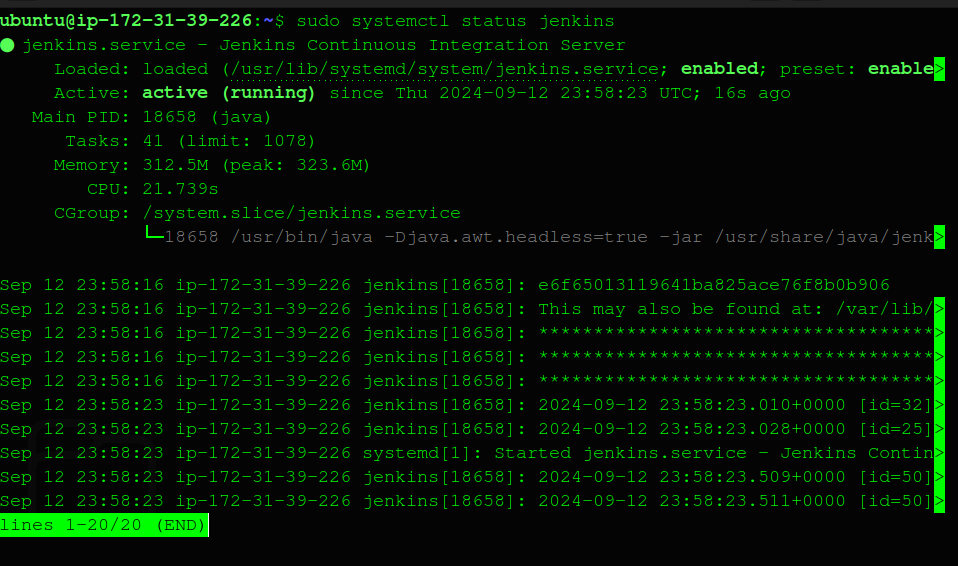 ubuntu@ip-172-31-39-226:~$ sudo systemctl status jenkins
● jenkins.service - Jenkins Continuous Integration Server
Loaded: loaded (/usr/lib/systemd/system/jenkins.service; enabled; preset: enable>
Active: active (running) since Thu 2024-09-12 23:58:23 UTC; 16s ago
Main PID: 18658 (java)
Tasks: 41 (limit: 1078)
Memory: 312.5M (peak: 323.6M)
CPU: 21.739s
CGroup: /system.slice/jenkins.service
└─18658 /usr/bin/java -Djava.awt.headless=true -jar /usr/share/java/jenk>
Sep 12 23:58:16 ip-172-31-39-226 jenkins[18658]: e6f65013119641ba825ace76f8b0b906
Sep 12 23:58:16 ip-172-31-39-226 jenkins[18658]: This may also be found at: /var/lib/>
Sep 12 23:58:16 ip-172-31-39-226 jenkins[18658]: ************************************>
Sep 12 23:58:16 ip-172-31-39-226 jenkins[18658]: ************************************>
Sep 12 23:58:16 ip-172-31-39-226 jenkins[18658]: ************************************>
Sep 12 23:58:23 ip-172-31-39-226 jenkins[18658]: 2024-09-12 23:58:23.010+0000 [id=32]>
Sep 12 23:58:23 ip-172-31-39-226 jenkins[18658]: 2024-09-12 23:58:23.028+0000 [id=25]>
Sep 12 23:58:23 ip-172-31-39-226 systemd[1]: Started jenkins.service - Jenkins Contin>
Sep 12 23:58:23 ip-172-31-39-226 jenkins[18658]: 2024-09-12 23:58:23.509+0000 [id=50]>
Sep 12 23:58:23 ip-172-31-39-226 jenkins[18658]: 2024-09-12 23:58:23.511+0000 [id=50]>
lines 1-20/20 (END)